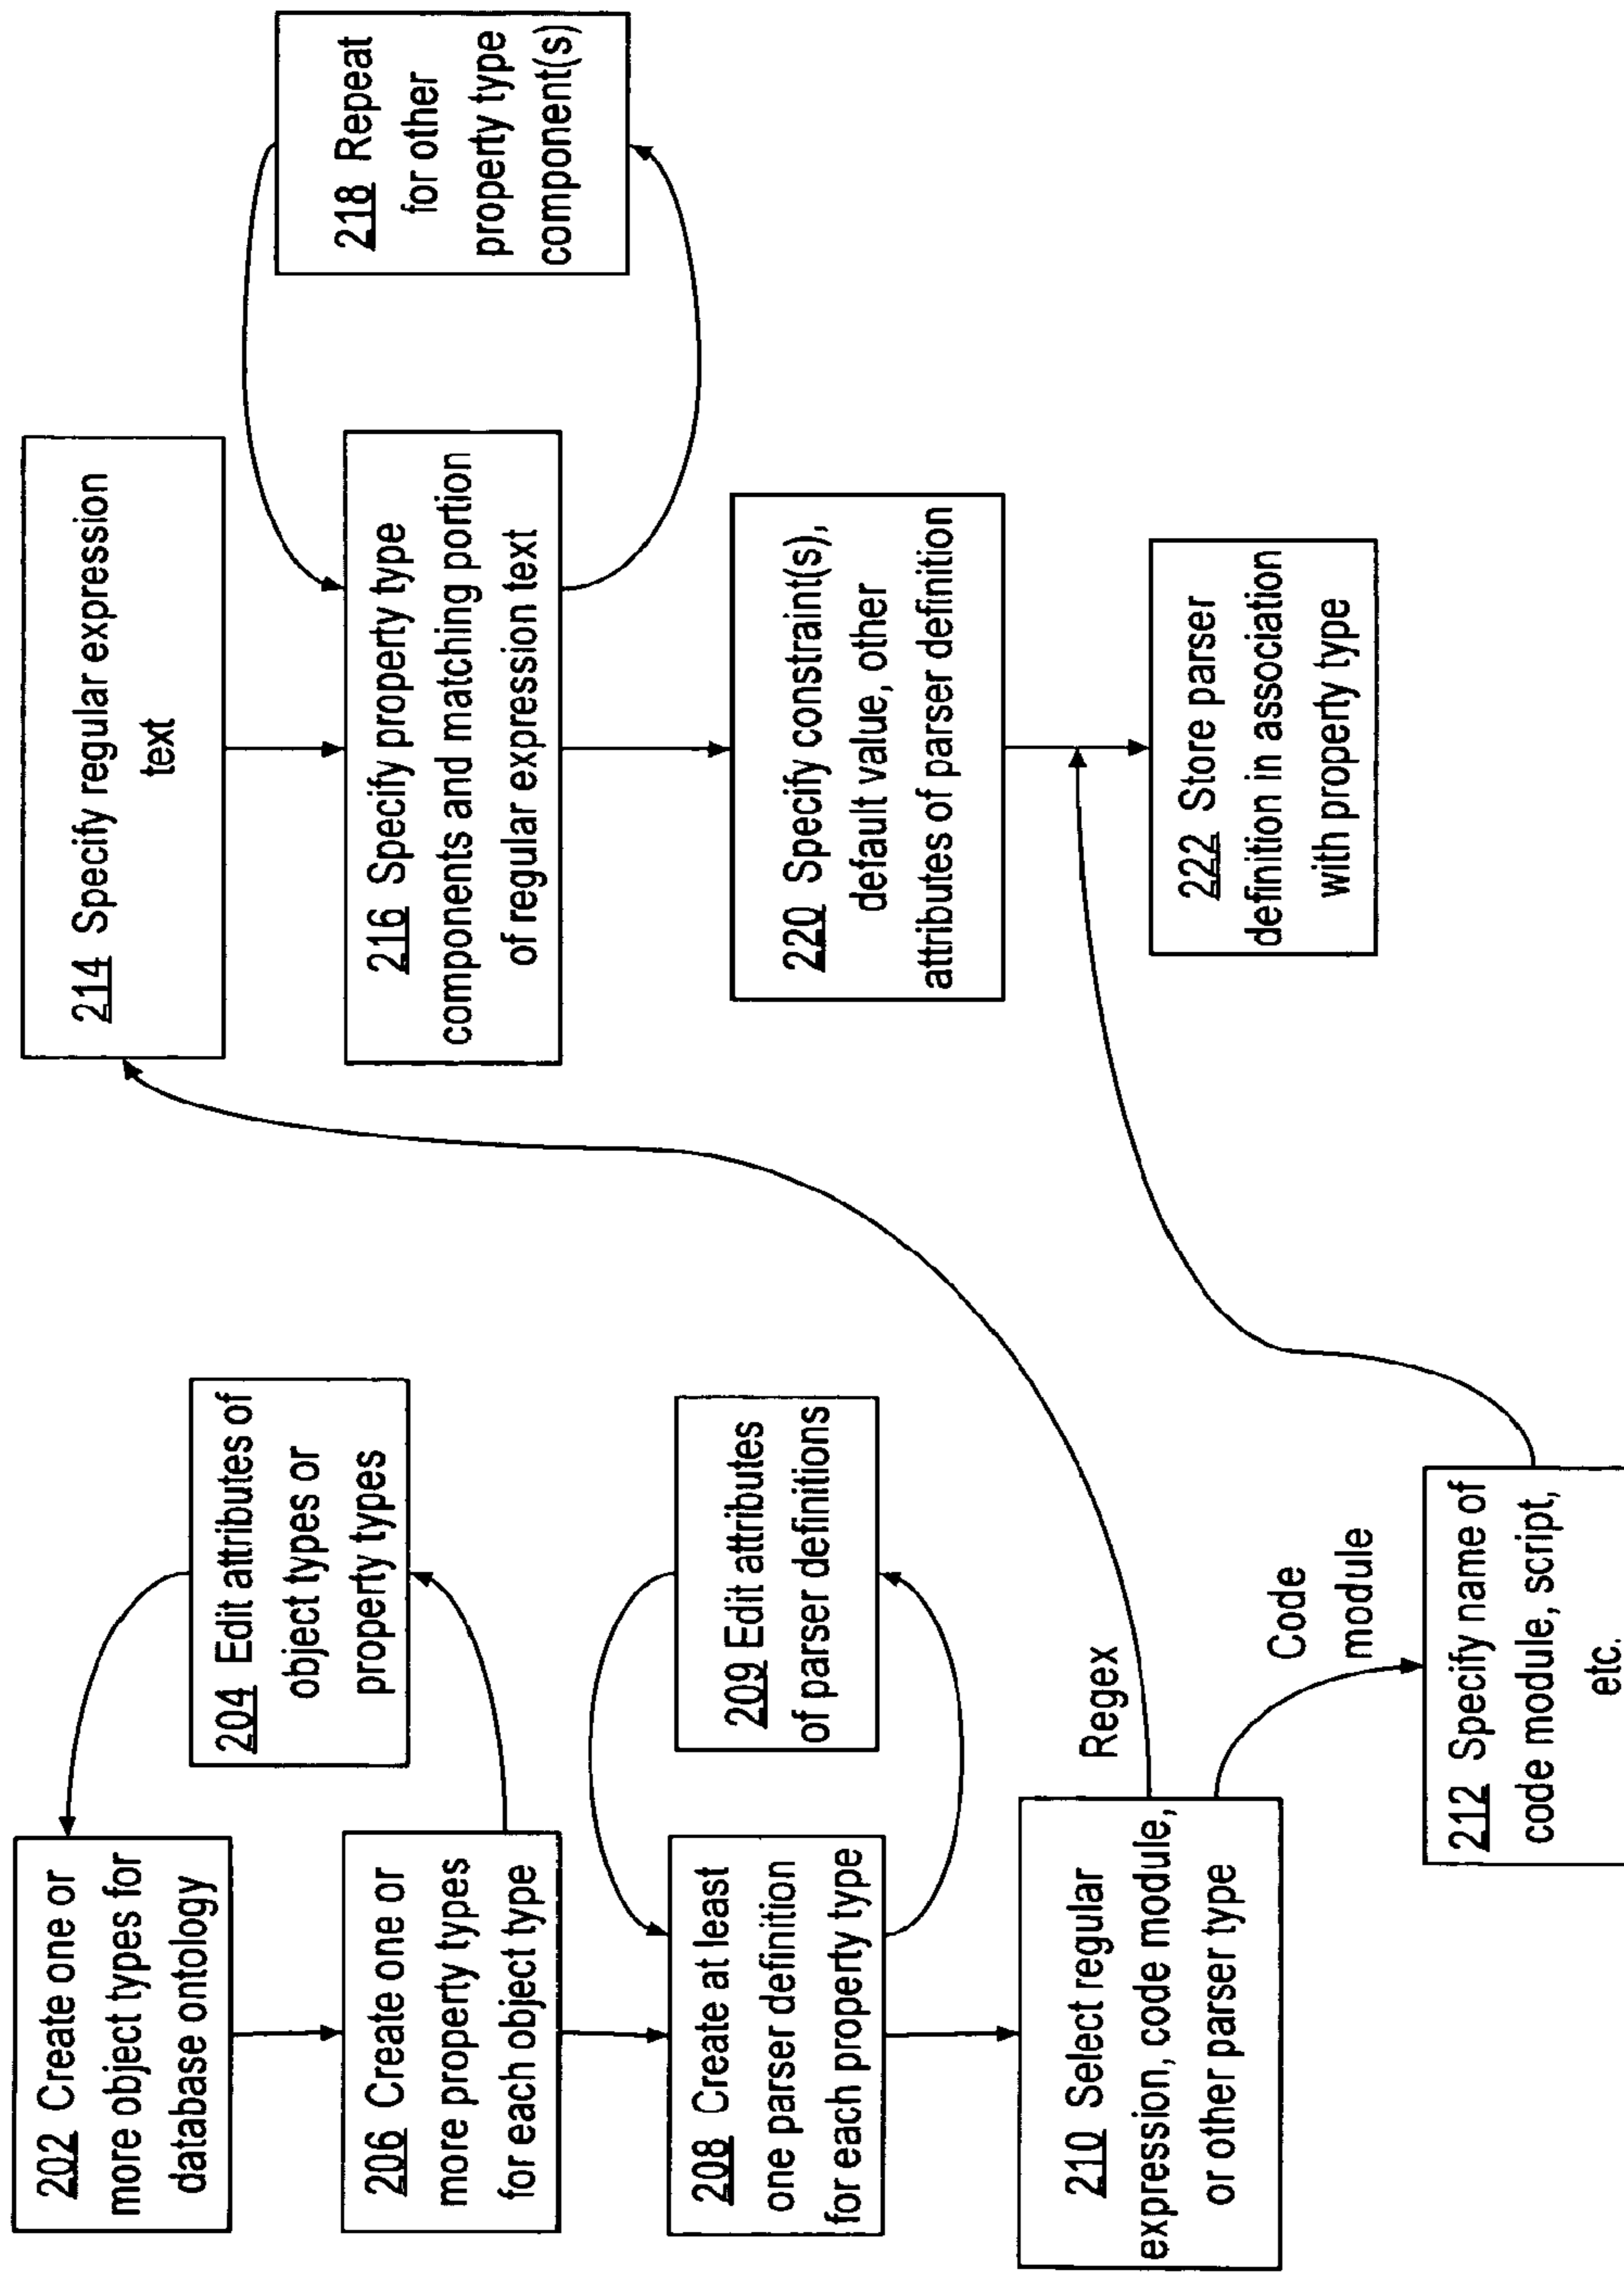 202 Create one or
more object types for
database ontology
204 Edit attributes of
object types or
property types
206 Create one or
more property types
for each object type
208 Create at least
one parser definition
for each property type
209 Edit attributes
of parser definitions
210 Select regular
expression, code module,
or other parser type
Regex
Code
module
212 Specify name of
code module, script,
etc.
214 Specify regular expression
text
216 Specify property type
components and matching portion
of regular expression text
218 Repeat
for other
property type
component(s)
220 Specify constraint(s),
default value, other
attributes of parser definition
222 Store parser
definition in association
with property type